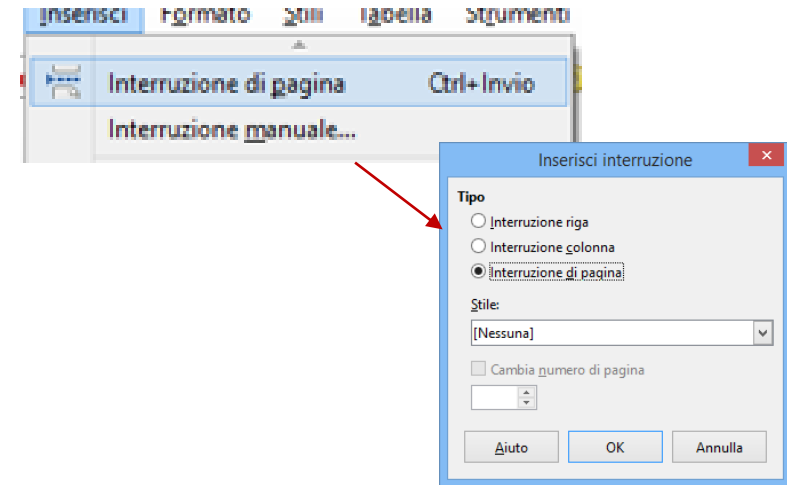 Inserisci Formato Stili Tabella Strumenti
Interruzione di pagina Ctrl+Invio
Interruzione manuale...
Inserisci interruzione
Tipo
Interruzione riga
Interruzione colonna
Interruzione di pagina
Stile:
[Nessuna]
Cambia numero di pagina
Aiuto OK Annulla